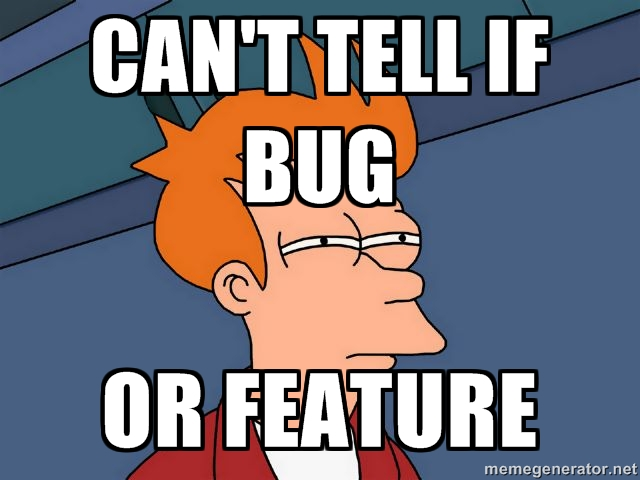 CAN'T TELL IF
BUG
OR FEATURE
memegenerator.net